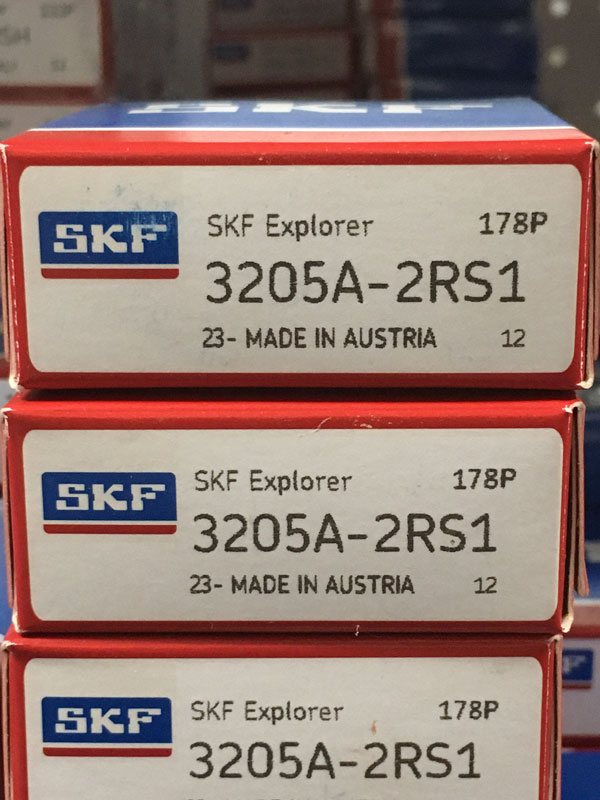 SKF
SKF
SKF Explorer 178P
3205A-2RS1
23- MADE IN AUSTRIA 12
SKF
SKF Explorer 178P
3205A-2RS1
23- MADE IN AUSTRIA 12
SKF
SKF Explorer 178P
3205A-2RS1